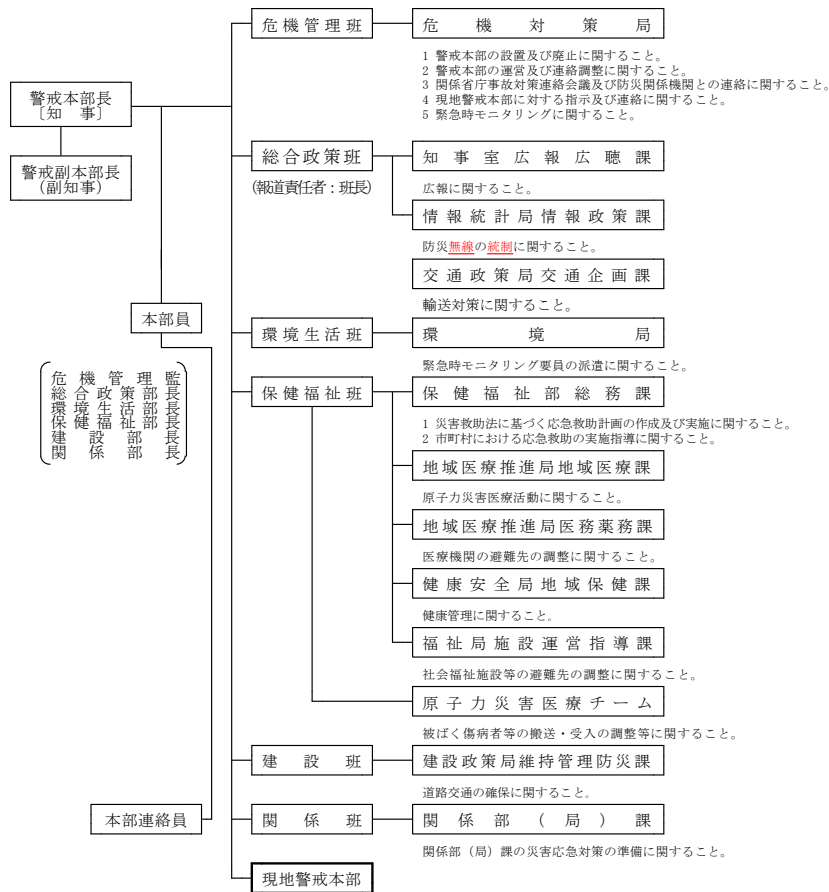 危機管理班
危機対策局
1 警戒本部の設置及び廃止に関すること。
2 警戒本部の運営及び連絡調整に関すること。
3 関係省庁事故対策連絡会議及び防災関係機関との連絡に関すること。
4 現地警戒本部に対する指示及び連絡に関すること。
5 緊急時モニタリングに関すること。
警戒本部長
〔知　事〕
警戒副本部長
(副知事)
総合政策班
(報道責任者：班長)
知事室広報広聴課
広報に関すること。
情報統計局情報政策課
防災無線の統制に関すること。
交通政策局交通企画課
輸送対策に関すること。
本部員
危機管理監
総合政策部長
環境生活部長
保健福祉部長
建設部長
関係部長
環境生活班
環境局
緊急時モニタリング要員の派遣に関すること。
保健福祉班
保健福祉部総務課
1 災害救助法に基づく応急救助計画の作成及び実施に関すること。
2 市町村における応急救助の実施指導に関すること。
地域医療推進局地域医療課
原子力災害医療活動に関すること。
地域医療推進局医務薬務課
医療機関の避難先の調整に関すること。
健康安全局地域保健課
健康管理に関すること。
福祉局施設運営指導課
社会福祉施設等の避難先の調整に関すること。
原子力災害医療チーム
被ばく傷病者等の搬送・受入の調整等に関すること。
建設班
建設政策局維持管理防災課
道路交通の確保に関すること。
本部連絡員
関係班
関係部（局）課
関係部（局）課の災害応急対策の準備に関すること。
現地警戒本部